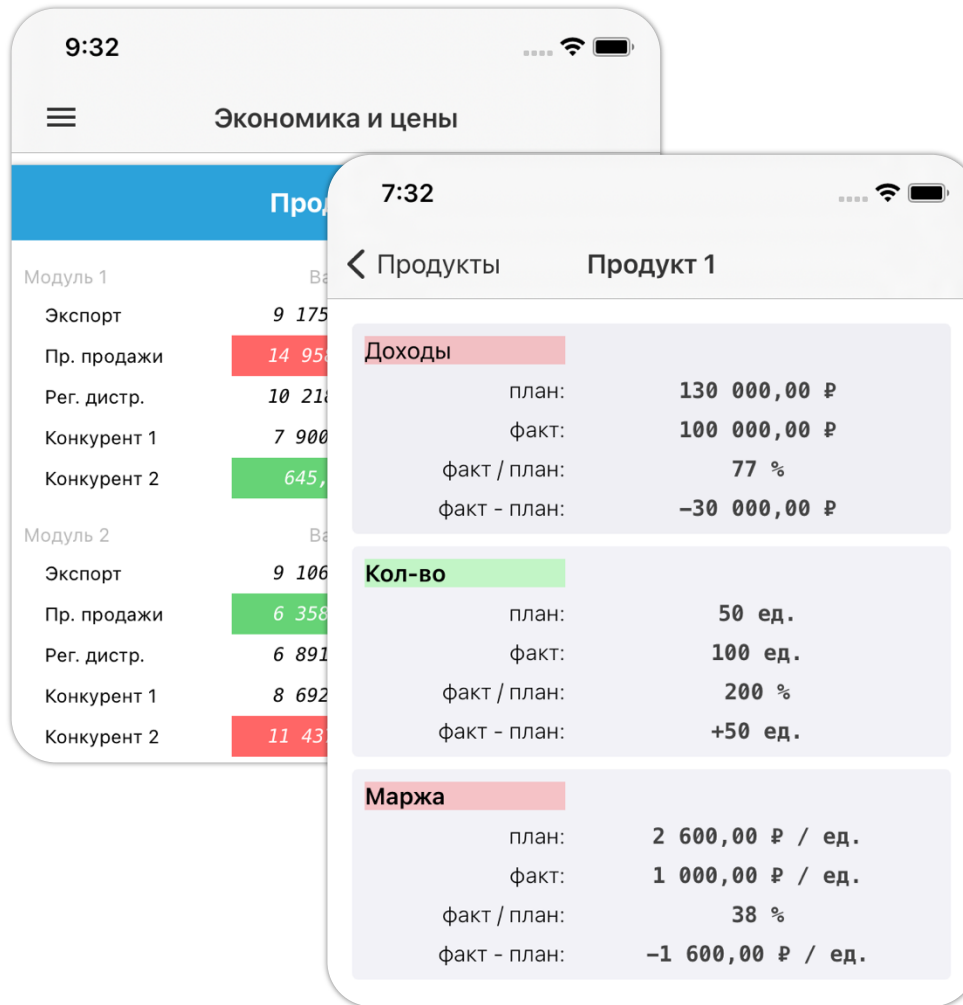 9:32
Экономика и цены
Модуль 1
Экспорт 9 175
Пр. продажи 14 95
Рег. дистр. 10 21
Конкурент 1 7 900
Конкурент 2 645,
Модуль 2
Экспорт 9 106
Пр. продажи 6 358
Рег. дистр. 6 891
Конкурент 1 8 692
Конкурент 2 11 43
7:32
Продукты Продукт 1
Доходы
план: 130 000,00 ₽
факт: 100 000,00 ₽
факт / план: 77 %
факт - план: −30 000,00 ₽
Кол-во
план: 50 ед.
факт: 100 ед.
факт / план: 200 %
факт - план: +50 ед.
Маржа
план: 2 600,00 ₽ / ед.
факт: 1 000,00 ₽ / ед.
факт / план: 38 %
факт - план: −1 600,00 ₽ / ед.